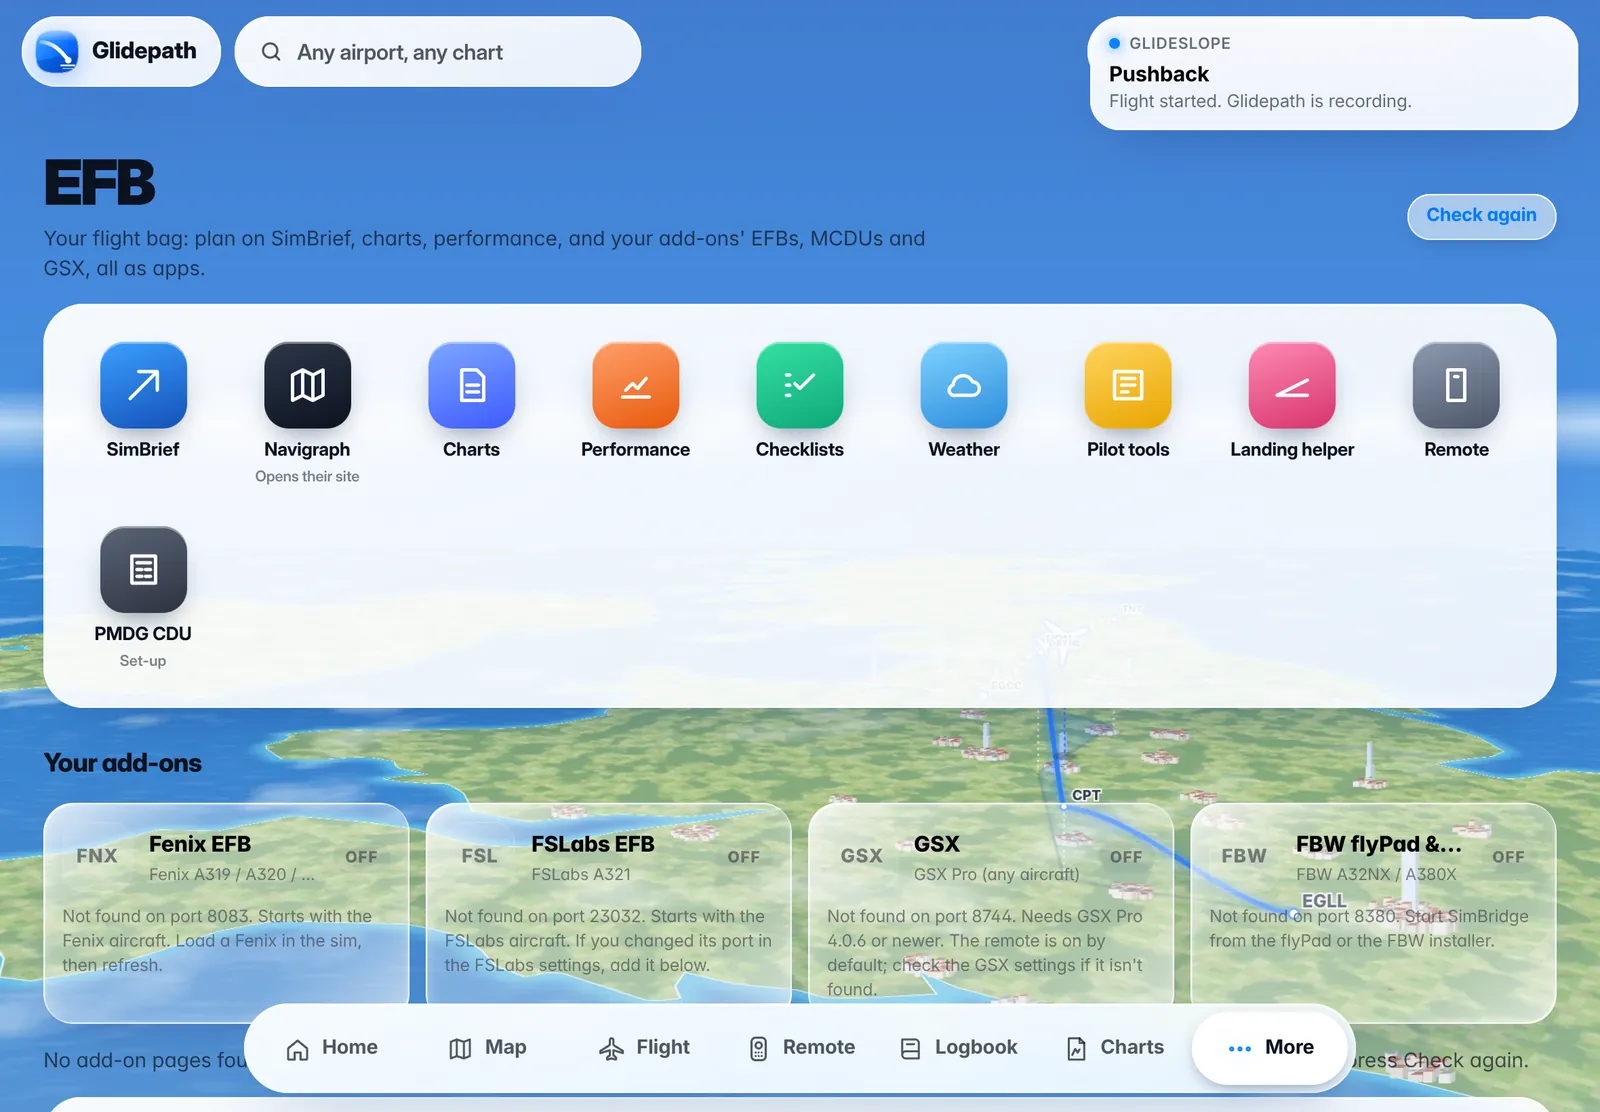 Glidepath
Any airport, any chart
GLIDESLOPE
Pushback
Flight started. Glidepath is recording.
EFB
Your flight bag: plan on SimBrief, charts, performance, and your add-ons' EFBs, MCDUs and
GSX, all as apps.
Check again
SimBrief
Navigraph
Opens their site
Charts
Performance
Checklists
Weather
Pilot tools
Landing helper
Remote
PMDG CDU
Set-up
TNT
EGCC
Your add-ons
CPT
FNX
Fenix EFB
Fenix A319 / A320 / ...
OFF
Not found on port 8083. Starts with the
Fenix aircraft. Load a Fenix in the sim,
then refresh.
FSL
FSLabs EFB
FSLabs A321
OFF
Not found on port 23032. Starts with the
FSLabs aircraft. If you changed its port in
the FSLabs settings, add it below.
GSX
GSX
GSX Pro (any aircraft)
OFF
Not found on port 8744. Needs GSX Pro
4.0.6 or newer. The remote is on by
default; check the GSX settings if it isn't
found.
FBW
FBW flyPad &...
FBW A32NX / A380X
OFF
EGLL
Not found on port 8380. Start SimBridge
from the flyPad or the FBW installer.
No add-on pages fou
press Check again.
Home
Map
Flight
Remote
Logbook
Charts
More